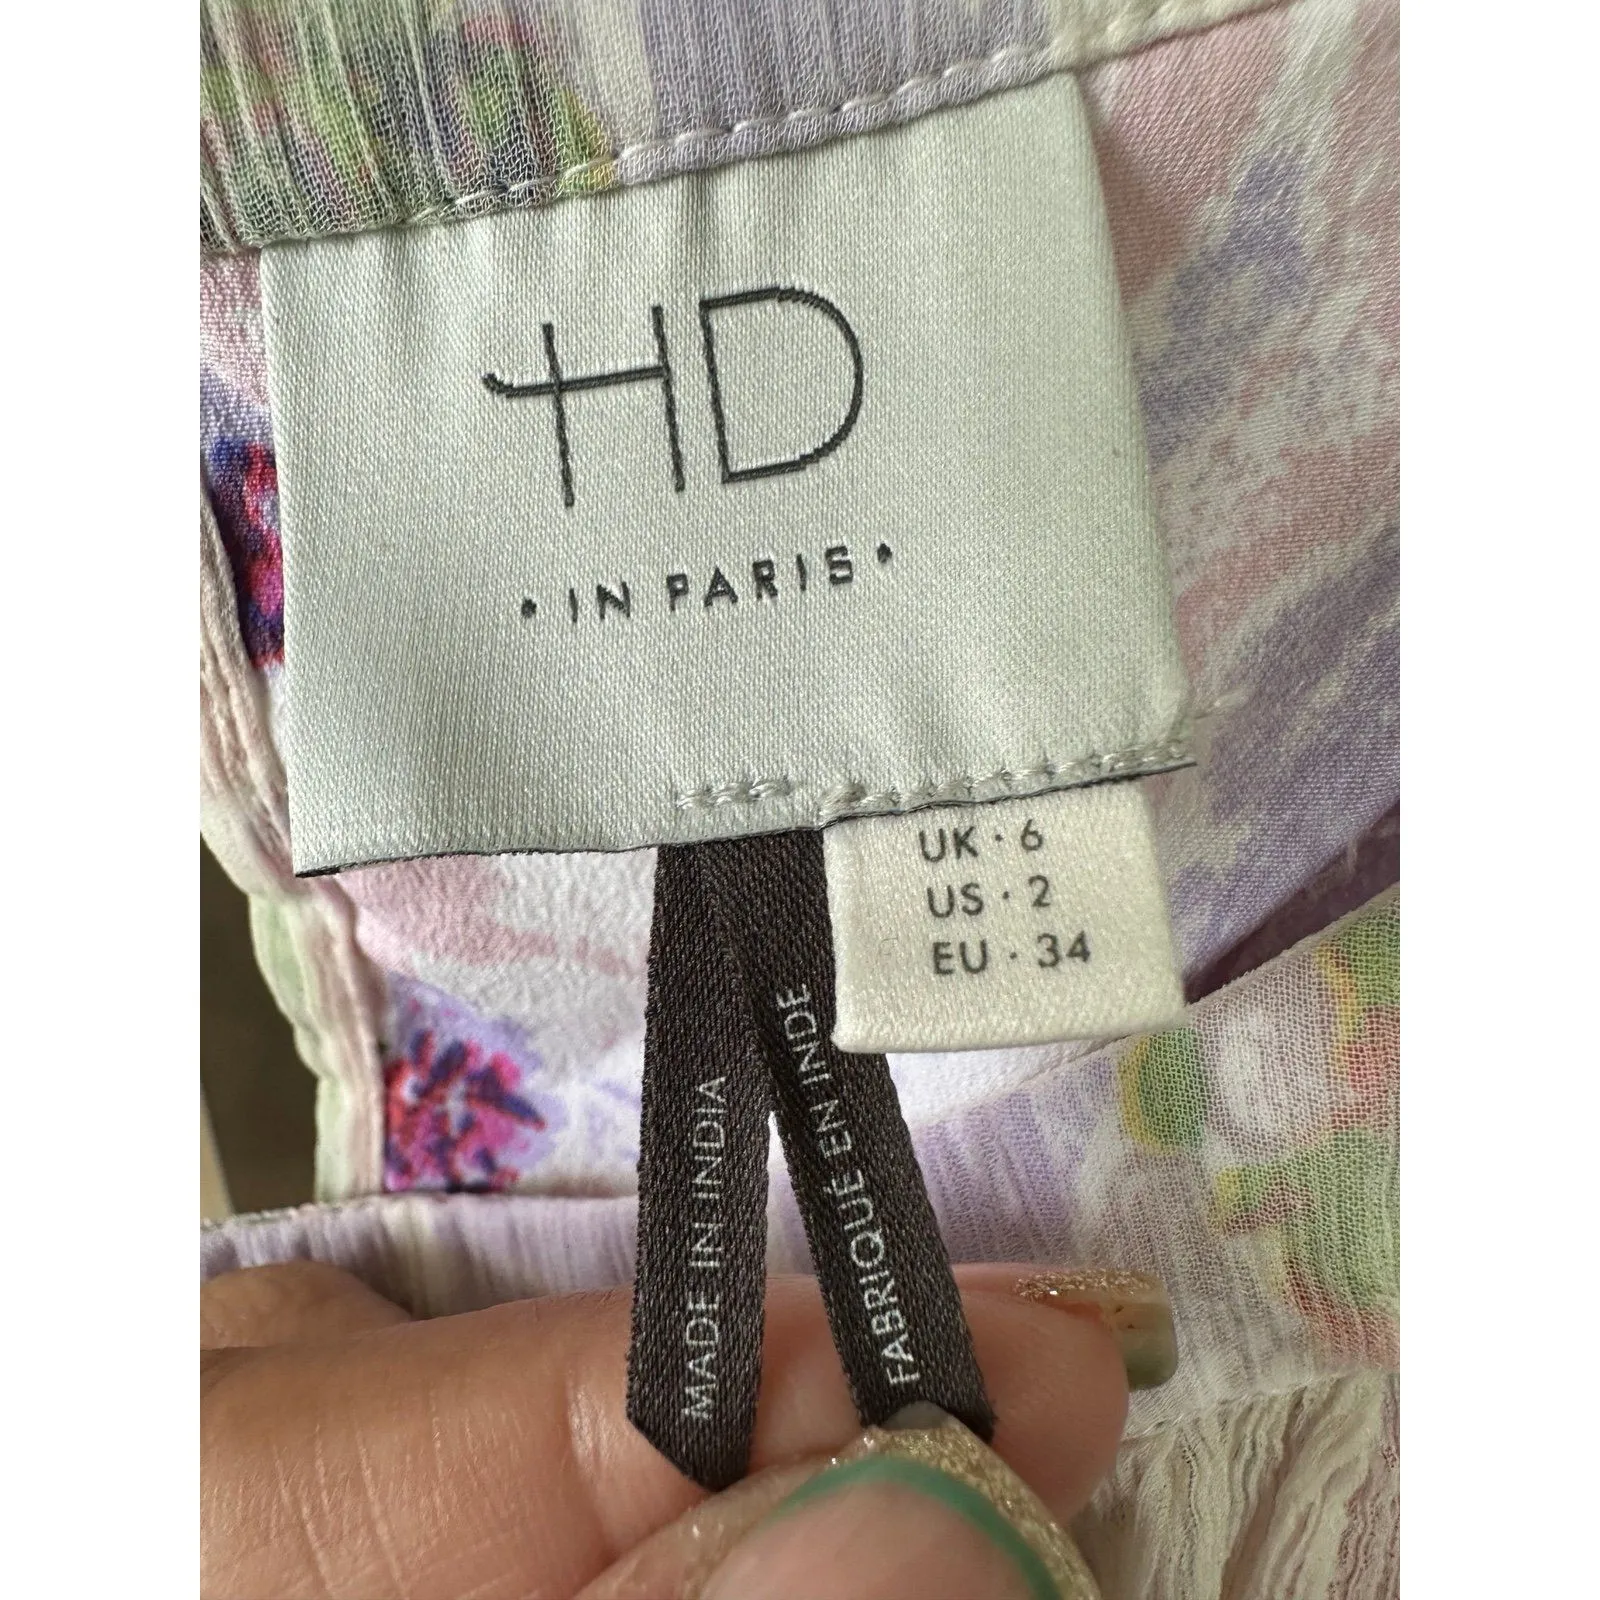 HD
• IN PARIS •
UK • 6
US • 2
EU • 34
MADE IN INDIA
FABRIQUÉ EN INDE